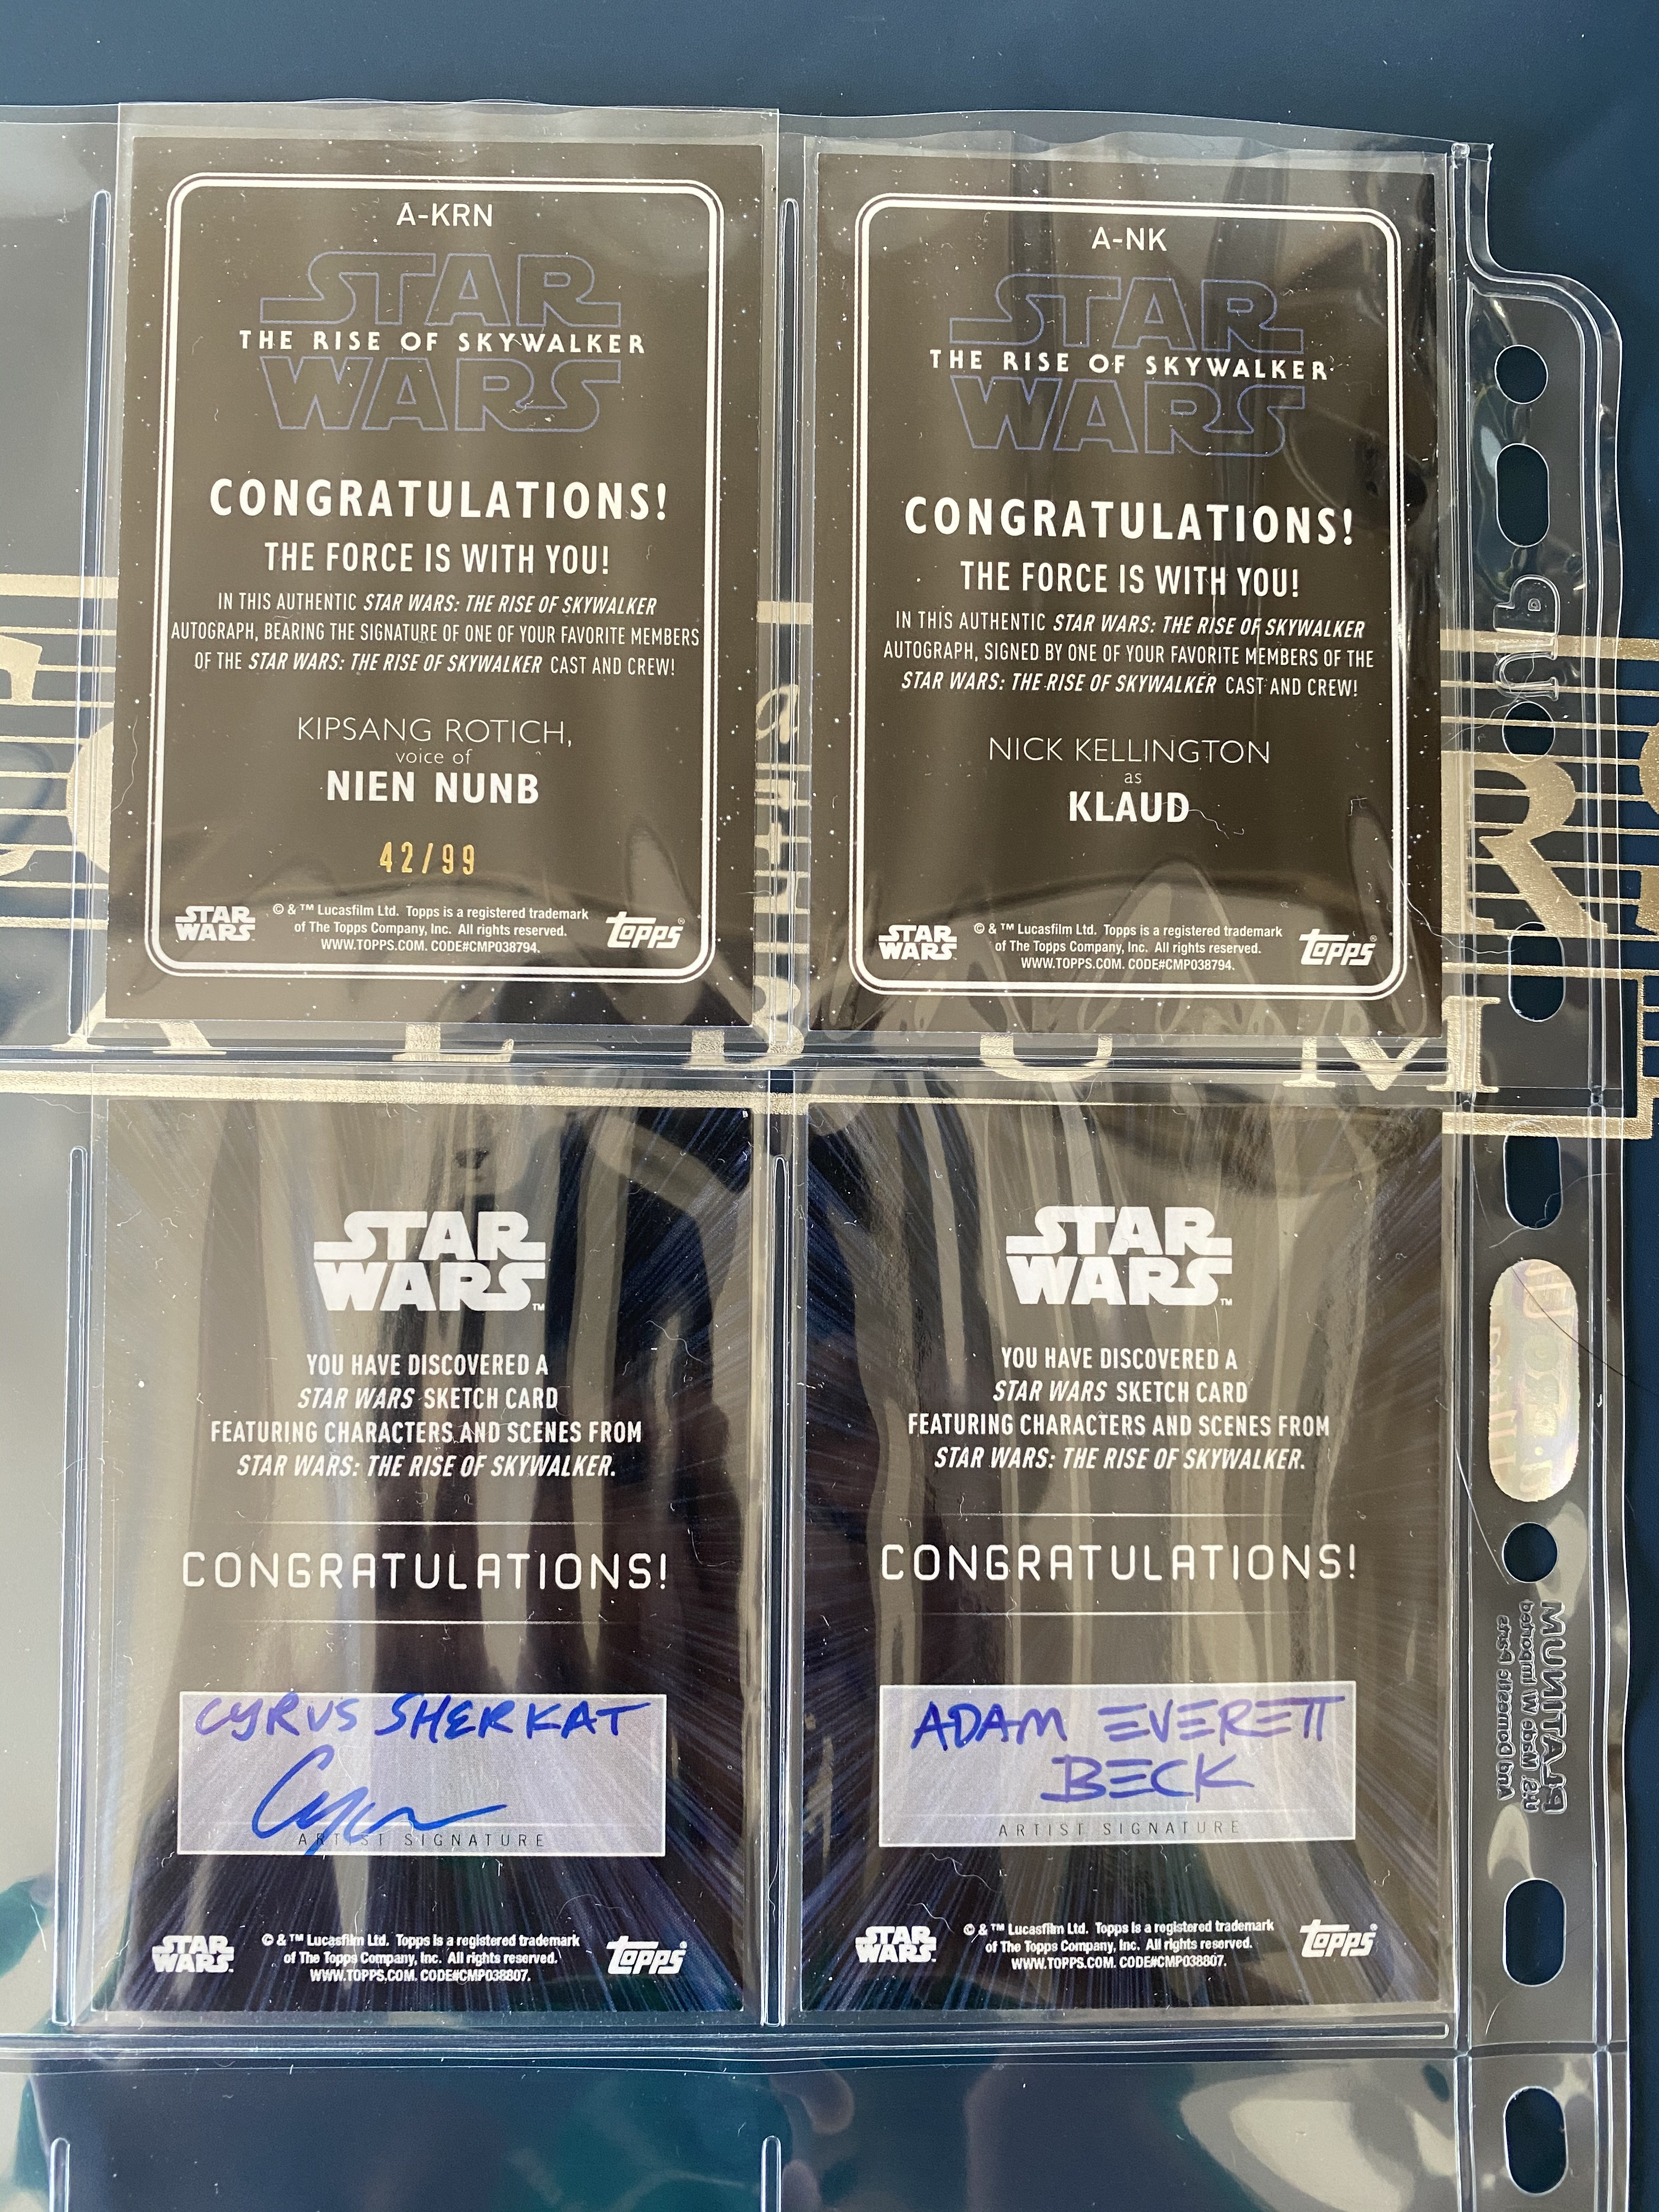 A-KRN
STAR
THE RISE OF SKYWALKER
WARS
CONGRATULATIONS!
THE FORCE IS WITH YOU!
IN THIS AUTHENTIC STAR WARS: THE RISE OF SKYWALKER
AUTOGRAPH, BEARING THE SIGNATURE OF ONE OF YOUR FAVORITE MEMBERS
OF THE STAR WARS: THE RISE OF SKYWALKER CAST AND CREW!
KIPSANG ROTICH,
voice of
NIEN NUNB
42/99
STAR
WARS
© & ™ Lucasfilm Ltd. Topps is a registered trademark
of The Topps Company, Inc. All rights reserved.
WWW.TOPPS.COM. CODE#CMP038794.
Topps®
A-NK
STAR
THE RISE OF SKYWALKER
WARS
CONGRATULATIONS!
THE FORCE IS WITH YOU!
IN THIS AUTHENTIC STAR WARS: THE RISE OF SKYWALKER
AUTOGRAPH, SIGNED BY ONE OF YOUR FAVORITE MEMBERS OF THE
STAR WARS: THE RISE OF SKYWALKER CAST AND CREW!
NICK KELLINGTON
as
KLAUD
STAR
WARS
© & ™ Lucasfilm Ltd. Topps is a registered trademark
of The Topps Company, Inc. All rights reserved.
WWW.TOPPS.COM. CODE#CMP038794.
Topps®
ALBUM
STAR
WARS™
YOU HAVE DISCOVERED A
STAR WARS SKETCH CARD
FEATURING CHARACTERS AND SCENES FROM
STAR WARS: THE RISE OF SKYWALKER.
CONGRATULATIONS!
CYRUS SHERKAT
Cyrus
ARTIST SIGNATURE
STAR
WARS
© & ™ Lucasfilm Ltd. Topps is a registered trademark
of The Topps Company, Inc. All rights reserved.
WWW.TOPPS.COM. CODE#CMP038807.
Topps®
STAR
WARS™
YOU HAVE DISCOVERED A
STAR WARS SKETCH CARD
FEATURING CHARACTERS AND SCENES FROM
STAR WARS: THE RISE OF SKYWALKER.
CONGRATULATIONS!
ADAM EVERETT
BECK
ARTIST SIGNATURE
STAR
WARS
© & ™ Lucasfilm Ltd. Topps is a registered trademark
of The Topps Company, Inc. All rights reserved.
WWW.TOPPS.COM. CODE#CMP038807.
Topps®
PLATINUM
U.S. Made W/ Imported
And Domestic Parts